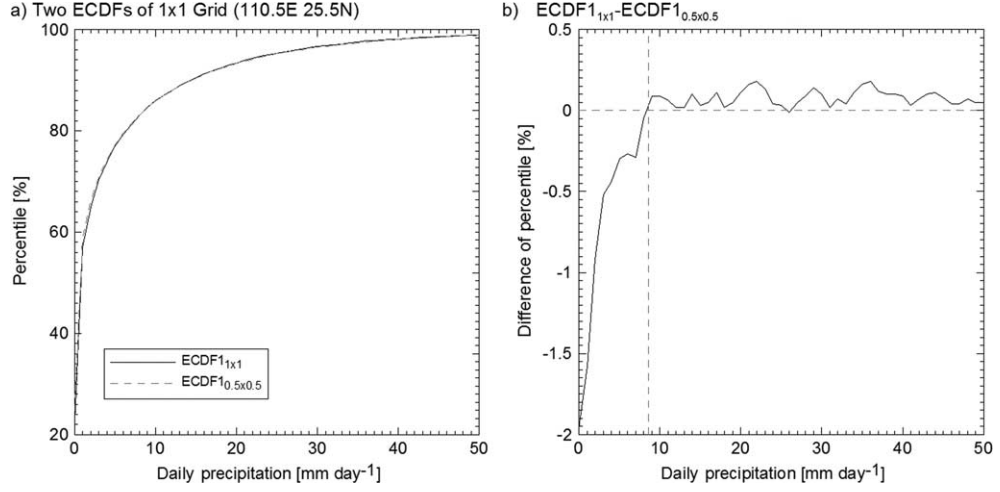 a) Two ECDFs of 1x1 Grid (110.5E 25.5N)
100
80
60
40
20
Percentile [%]
ECDF1₁ₓ₁
ECDF1₀.₅ₓ₀.₅
0 10 20 30 40 50
Daily precipitation [mm day⁻¹]
b) ECDF1₁ₓ₁-ECDF1₀.₅ₓ₀.₅
0.5
0
-0.5
-1
-1.5
-2
Difference of percentile [%]
0 10 20 30 40 50
Daily precipitation [mm day⁻¹]